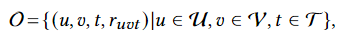 𝒪 = {(u, v, t, r_{uvt}) | u ∈ 𝒰, v ∈ 𝒱, t ∈ 𝒯},